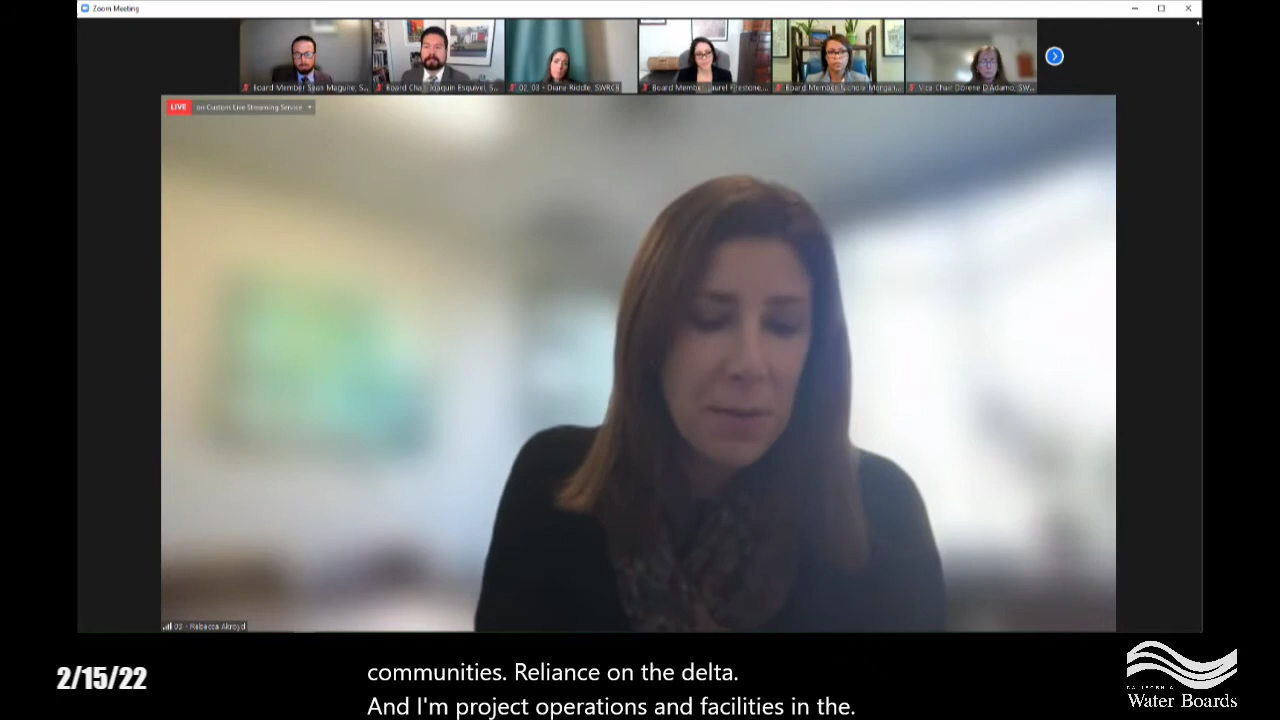 Zoom Meeting
Board Member Sean Maguire, S...
Board Chair Joaquin Esquivel, S...
02, 03 - Diane Riddle, SWRCB
Board Member Laurel Firestone,...
Board Member Nichole Morgan...
Vice Chair Dorene D'Adamo, SW...
LIVE on Custom Live Streaming Service
03 - Rebecca Akroyd
2/15/22
communities. Reliance on the delta.
And I'm project operations and facilities in the.
CALIFORNIA
Water Boards